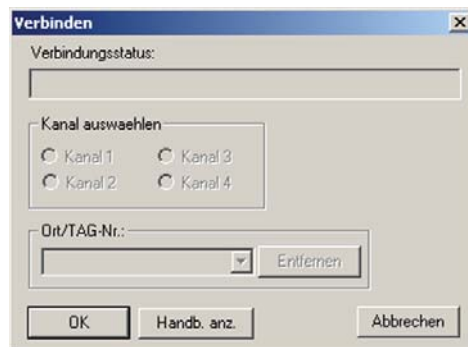 Verbinden
Verbindungsstatus:
Kanal auswaehlen
Kanal 1 Kanal 3
Kanal 2 Kanal 4
Ort/TAG-Nr.:
Entfernen
OK Handb. anz. Abbrechen